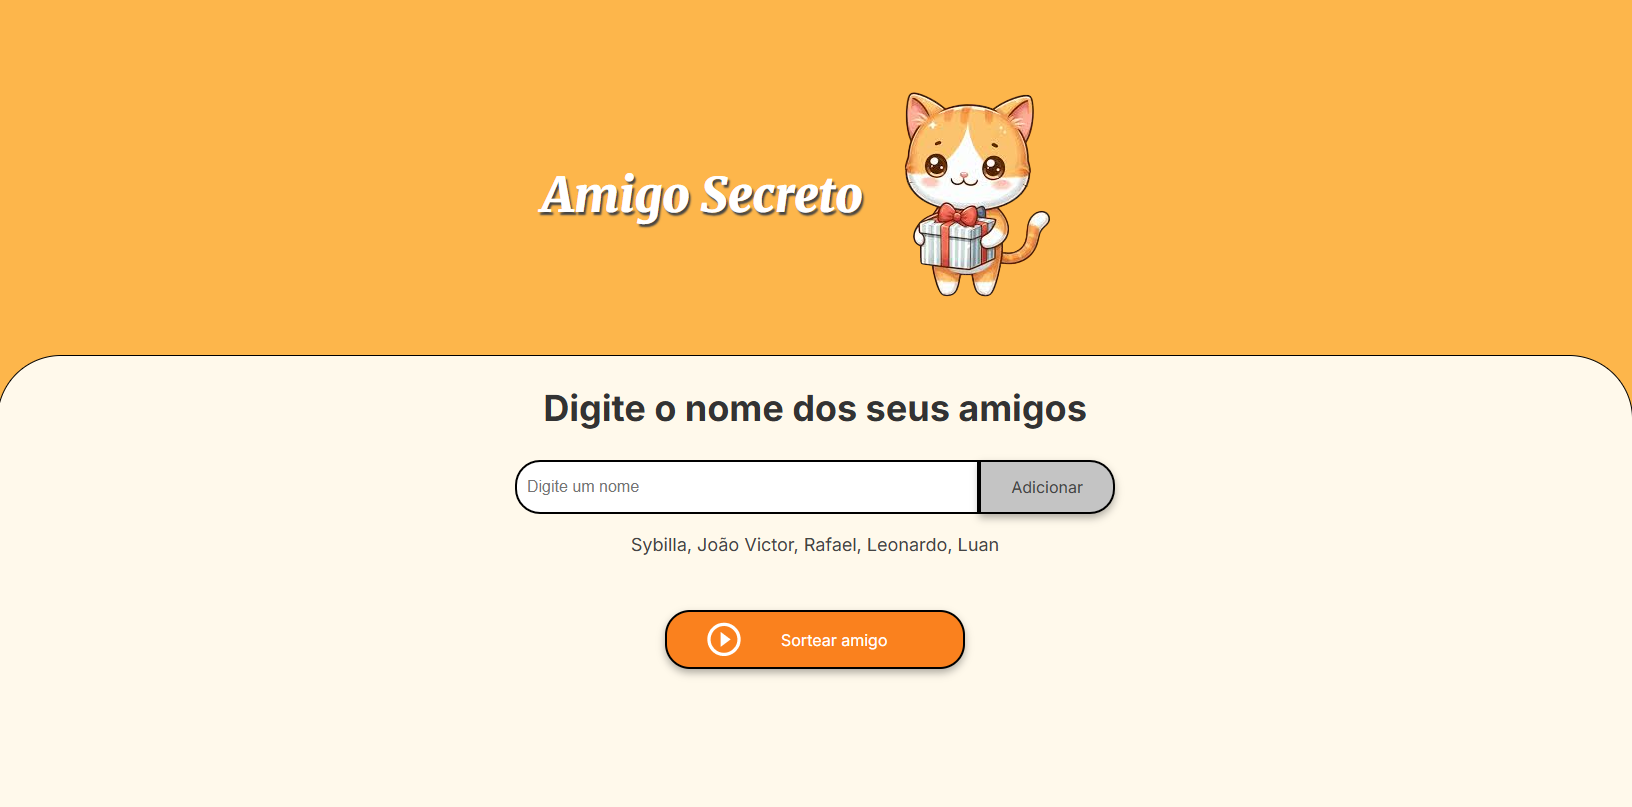 Amigo Secreto
Digite o nome dos seus amigos
Digite um nome
Adicionar
Sybilla, João Victor, Rafael, Leonardo, Luan
Sortear amigo